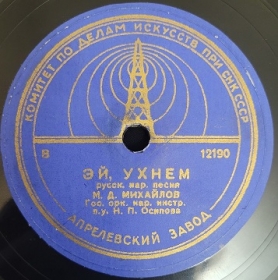 КОМИТЕТ ПО ДЕЛАМ ИСКУССТВ ПРИ СНК СССР
В 12190
ЭЙ, УХНЕМ
русск. нар. песня
М. Д. МИХАЙЛОВ
Гос. орк. нар. инстр.
п.у. Н. П. Осипова
АПРЕЛЕВСКИЙ ЗАВОД